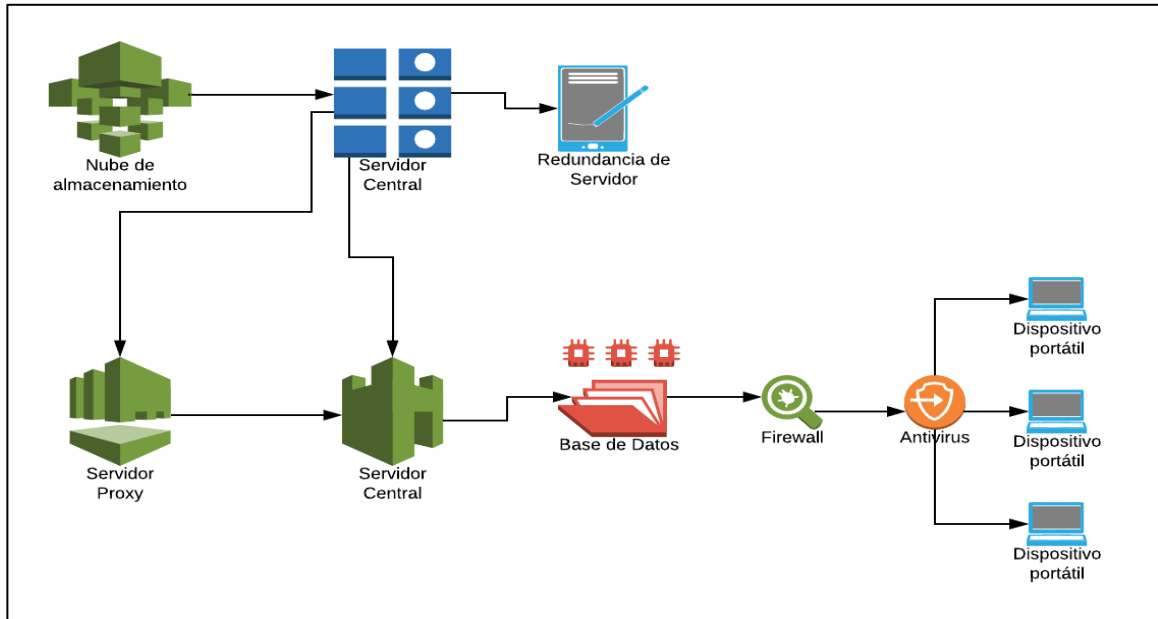 Nube de
almacenamiento
Servidor
Central
Redundancia de
Servidor
Servidor
Proxy
Servidor
Central
Base de Datos
Firewall
Antivirus
Dispositivo
portátil
Dispositivo
portátil
Dispositivo
portátil